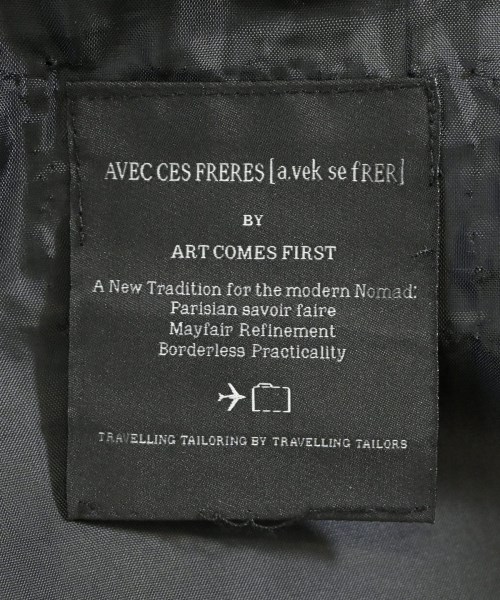 AVEC CES FRERES [a.vek se fRER]
BY
ART COMES FIRST
A New Tradition for the modern Nomad:
Parisian savoir faire
Mayfair Refinement
Borderless Practicality
TRAVELLING TAILORING BY TRAVELLING TAILORS